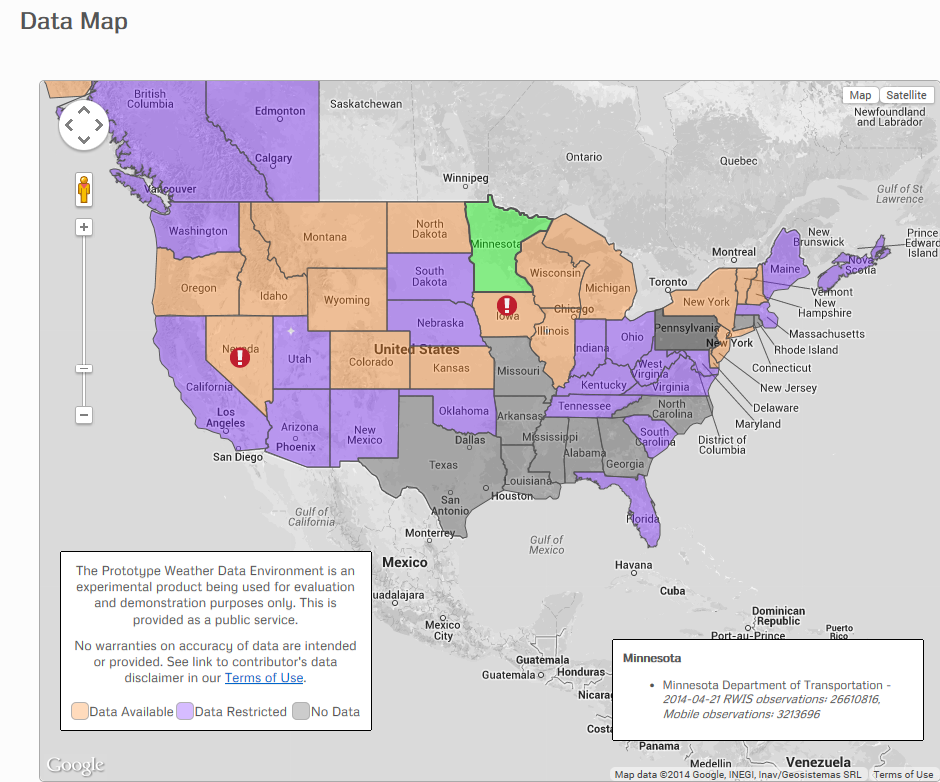 Data Map
British
Columbia
Edmonton
Saskatchewan
Map
Satellite
Newfoundland
and Labrador
Calgary
Ontario
Quebec
Winnipeg
Vancouver
Gulf of St
Lawrence
Washington
Montana
North
Dakota
Minnesota
New
Brunswick
Prince
Edward
Island
Montreal
Maine
Nova
Scotia
South
Dakota
Wisconsin
Toronto
Oregon
Idaho
Wyoming
Michigan
Vermont
New York
New
Hampshire
Iowa
Chicago
Nebraska
Illinois
Pennsylvania
Massachusetts
Nevada
Utah
United States
Indiana
Ohio
New York
Rhode Island
Colorado
Kansas
Missouri
West
Virginia
Connecticut
California
Kentucky
Virginia
New Jersey
Los
Angeles
Oklahoma
Tennessee
North
Carolina
Delaware
Maryland
Arizona
Phoenix
New
Mexico
Arkansas
South
Carolina
District of
Columbia
San Diego
Dallas
Mississippi
Alabama
Georgia
Texas
Louisiana
Houston
San
Antonio
Gulf of
California
Florida
Monterrey
Gulf of
Mexico
Mexico
Havana
Cuba
Guadalajara
Mexico
City
Dominican
Republic
Port-au-Prince
Puerto
Rico
Guatemala
Guatemala
Honduras
Nicarag
Costa
Panama
Medellin
Venezuela
The Prototype Weather Data Environment is an
experimental product being used for evaluation
and demonstration purposes only. This is
provided as a public service.
No warranties on accuracy of data are intended
or provided. See link to contributor's data
disclaimer in our Terms of Use.
Data Available
Data Restricted
No Data
Minnesota
• Minnesota Department of Transportation -
2014-04-21 RWIS observations: 26610816,
Mobile observations: 3213696
Google
Map data ©2014 Google, INEGI, Inav/Geosistemas SRL
Terms of Use